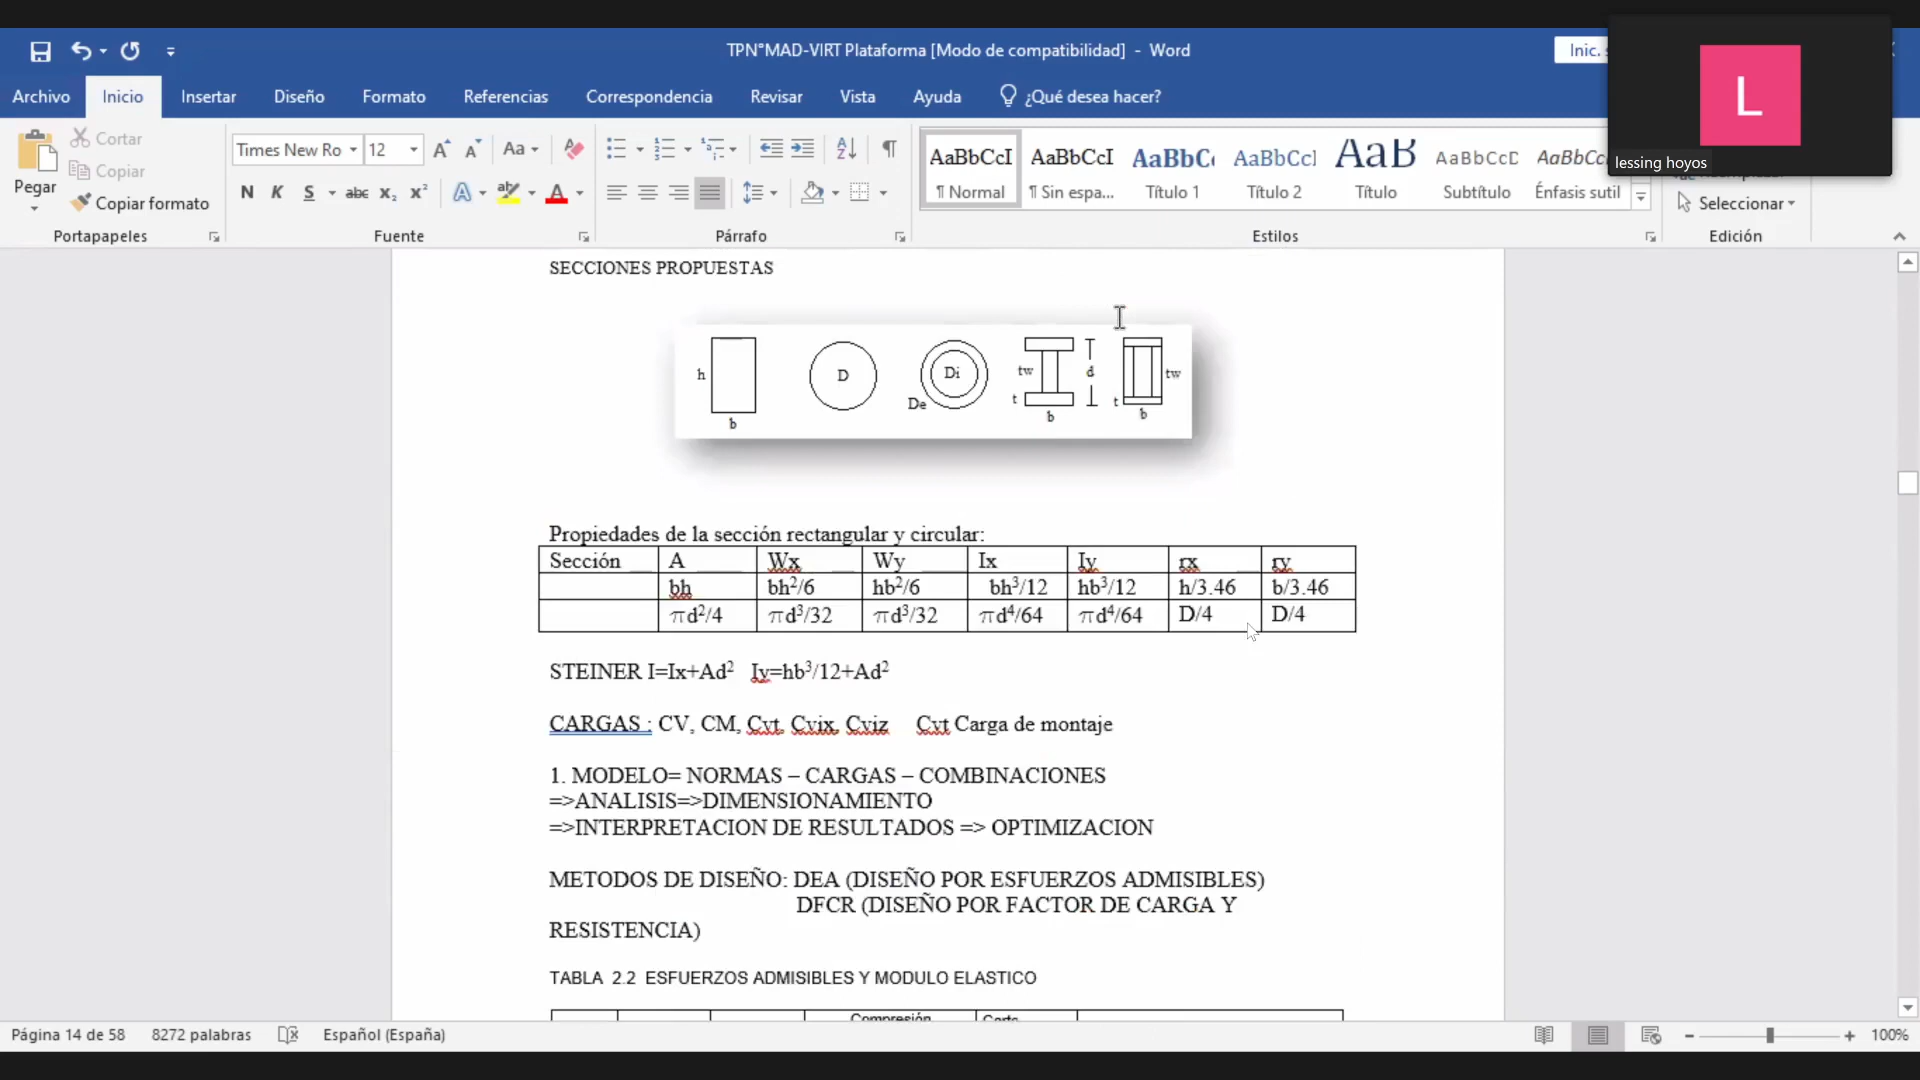 TPN°MAD-VIRT Plataforma [Modo de compatibilidad] - Word
Inic.
Archivo Inicio Insertar Diseño Formato Referencias Correspondencia Revisar Vista Ayuda ¿Qué desea hacer?
L
lessing hoyos
Pegar
Cortar
Copiar
Copiar formato
Portapapeles
Times New Ro 12
Aa
N K S abc x₂ x²
Fuente
Párrafo
AaBbCcI AaBbCcI AaBbC AaBbCcI AaB AaBbCcD AaBbCc
¶ Normal ¶ Sin espa... Título 1 Título 2 Título Subtítulo Énfasis sutil
Estilos
Seleccionar
Edición
SECCIONES PROPUESTAS
h b
D
Di De
tw t b d
t b tw
Propiedades de la sección rectangular y circular:
Sección A Wx Wy Ix Iy rx ry
bh bh²/6 hb²/6 bh³/12 hb³/12 h/3.46 b/3.46
πd²/4 πd³/32 πd³/32 πd⁴/64 πd⁴/64 D/4 D/4
STEINER I=Ix+Ad² Iy=hb³/12+Ad²
CARGAS : CV, CM, Cvt, Cvix, Cviz Cvt Carga de montaje
1. MODELO= NORMAS – CARGAS – COMBINACIONES
=>ANALISIS=>DIMENSIONAMIENTO
=>INTERPRETACION DE RESULTADOS => OPTIMIZACION
METODOS DE DISEÑO: DEA (DISEÑO POR ESFUERZOS ADMISIBLES)
DFCR (DISEÑO POR FACTOR DE CARGA Y
RESISTENCIA)
TABLA 2.2 ESFUERZOS ADMISIBLES Y MODULO ELASTICO
Compresión Corte
Página 14 de 58 8272 palabras Español (España) 100%